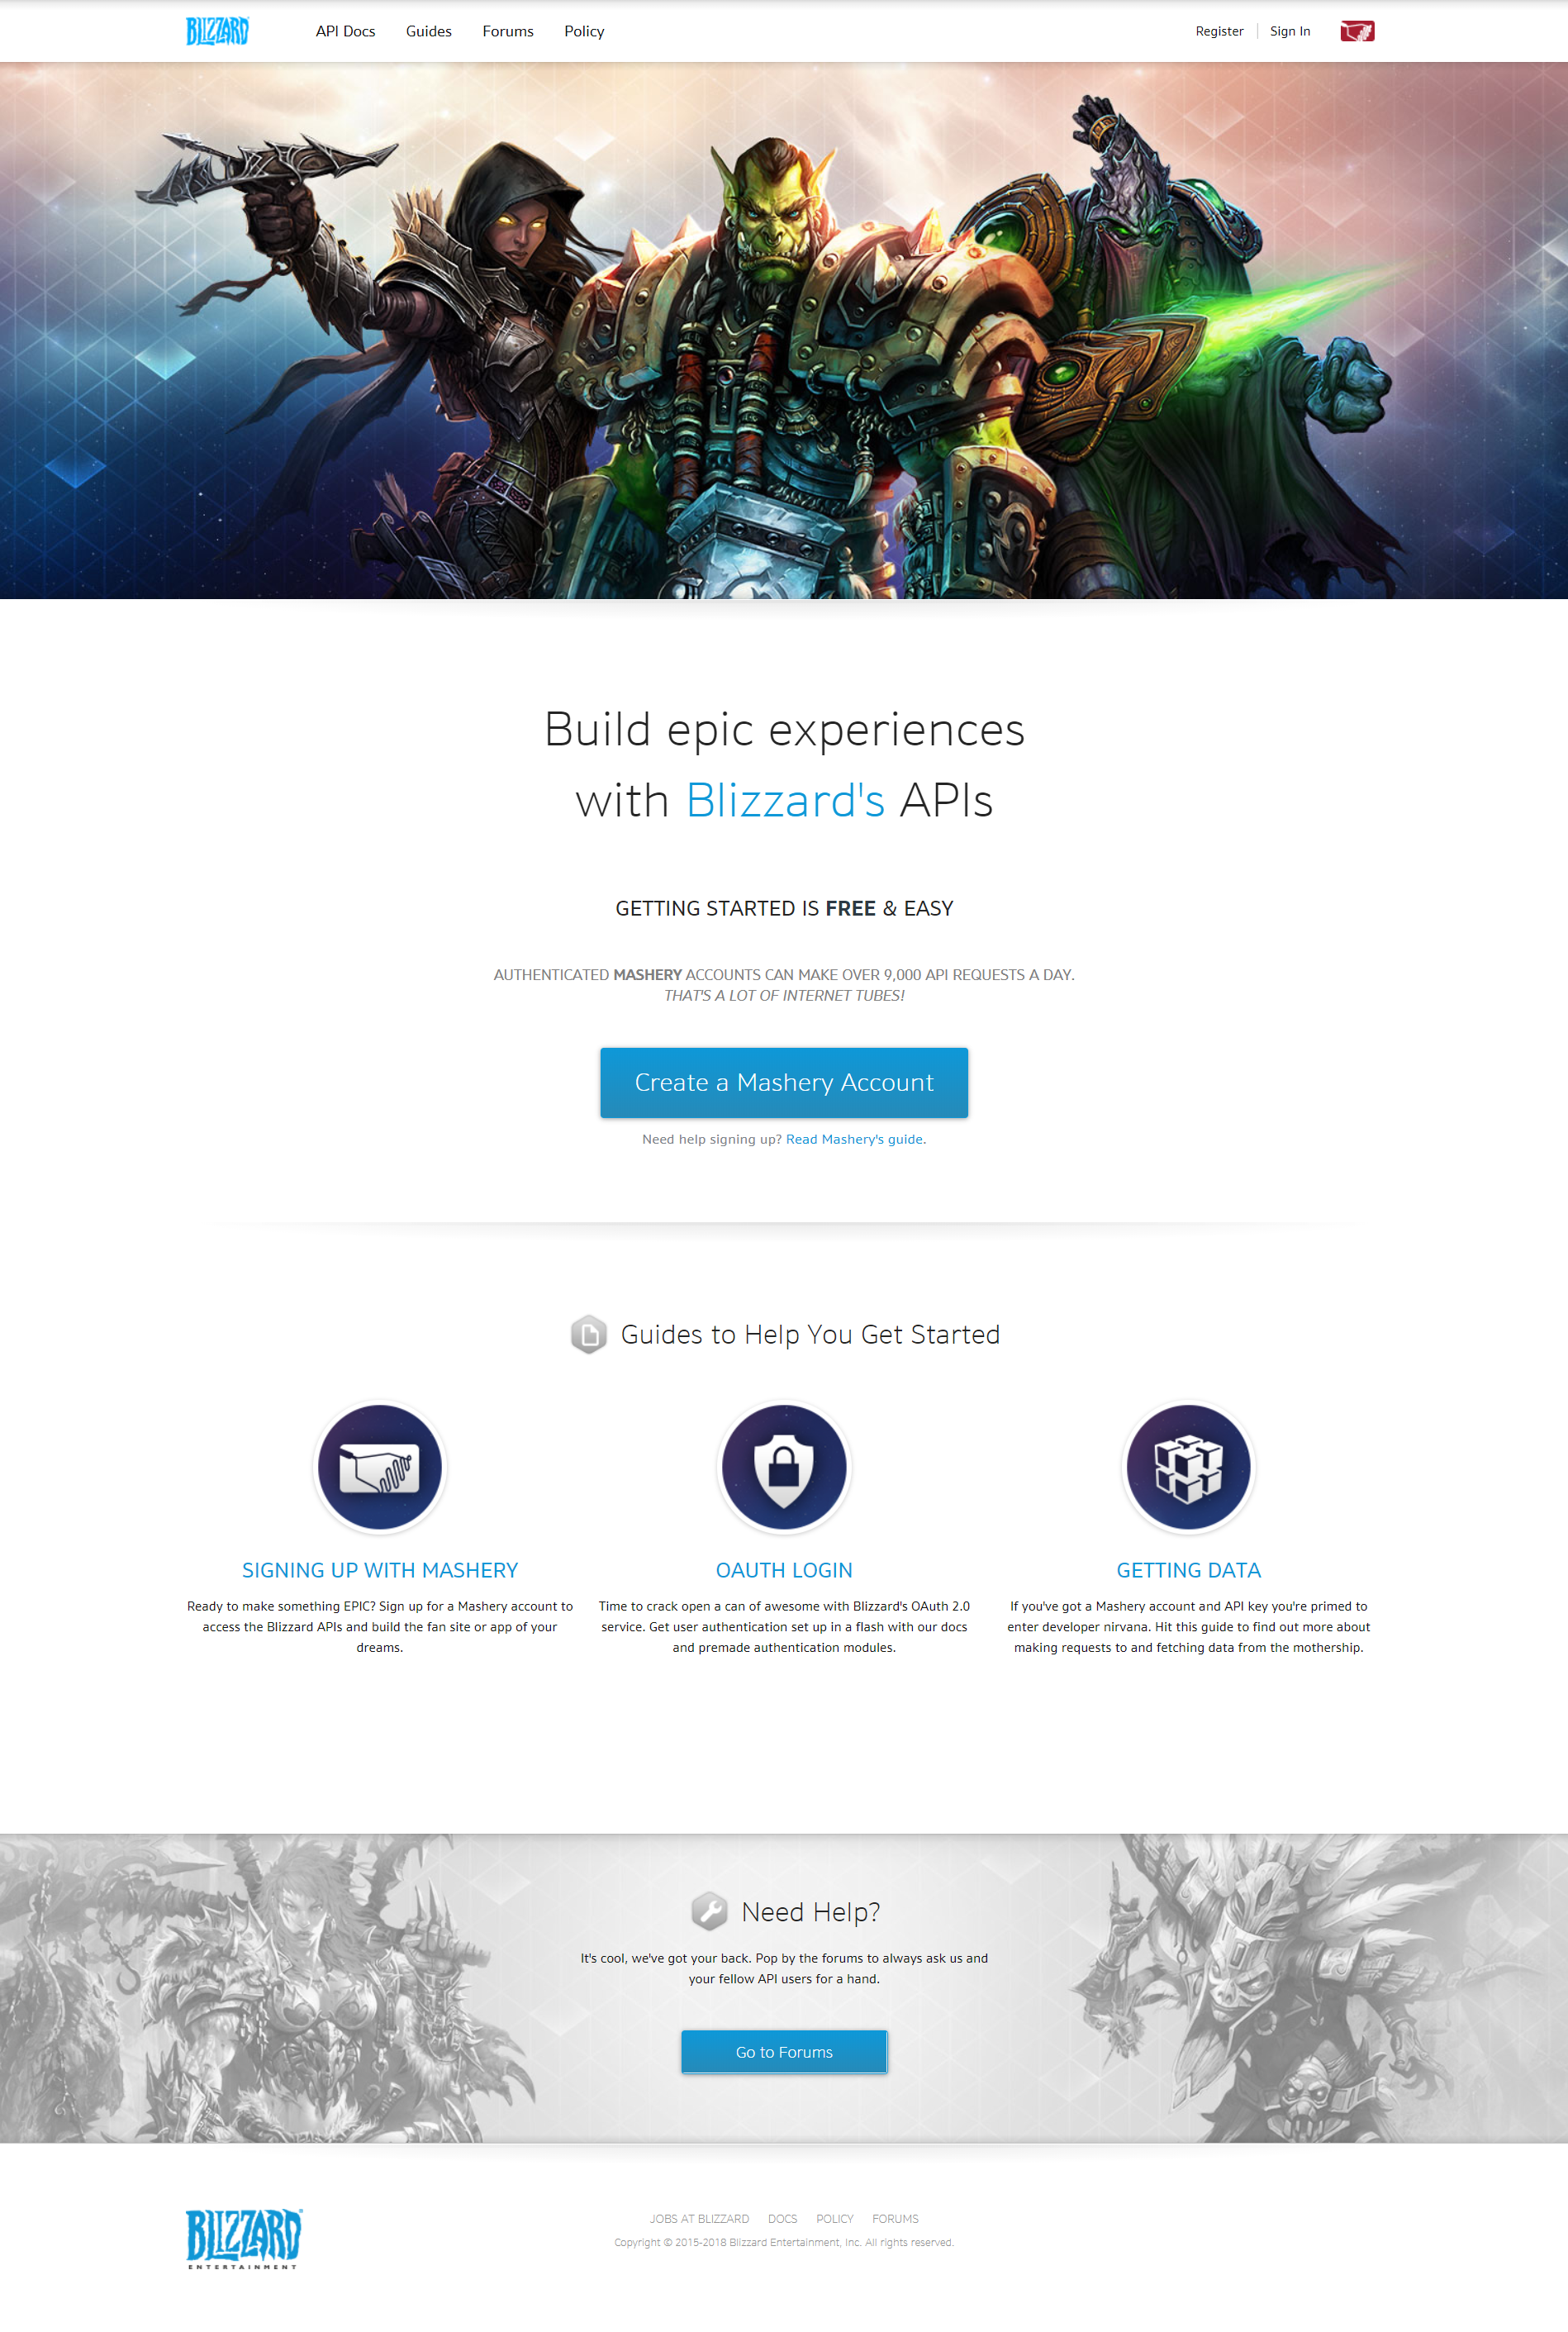 BLIZZARD
API Docs Guides Forums Policy
Register Sign In
Build epic experiences
with Blizzard's APIs
GETTING STARTED IS FREE & EASY
AUTHENTICATED MASHERY ACCOUNTS CAN MAKE OVER 9,000 API REQUESTS A DAY.
THAT'S A LOT OF INTERNET TUBES!
Create a Mashery Account
Need help signing up? Read Mashery's guide.
Guides to Help You Get Started
SIGNING UP WITH MASHERY
Ready to make something EPIC? Sign up for a Mashery account to
access the Blizzard APIs and build the fan site or app of your
dreams.
OAUTH LOGIN
Time to crack open a can of awesome with Blizzard's OAuth 2.0
service. Get user authentication set up in a flash with our docs
and premade authentication modules.
GETTING DATA
If you've got a Mashery account and API key you're primed to
enter developer nirvana. Hit this guide to find out more about
making requests to and fetching data from the mothership.
Need Help?
It's cool, we've got your back. Pop by the forums to always ask us and
your fellow API users for a hand.
Go to Forums
BLIZZARD
ENTERTAINMENT
JOBS AT BLIZZARD DOCS POLICY FORUMS
Copyright © 2015-2018 Blizzard Entertainment, Inc. All rights reserved.